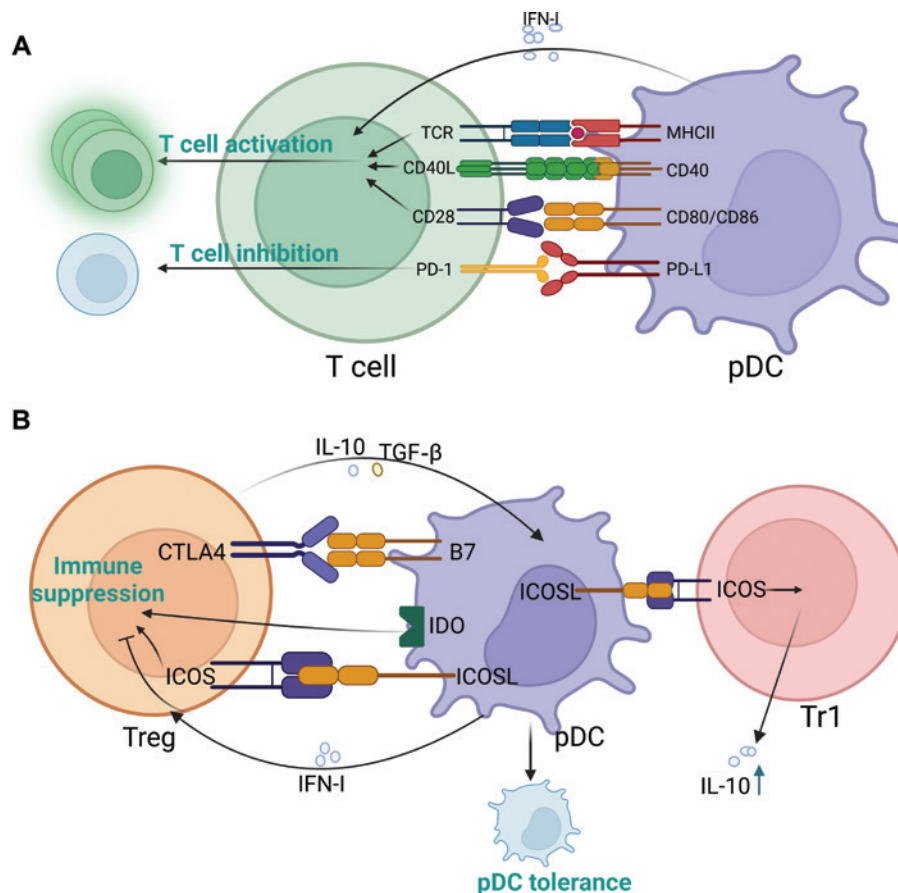 A
IFN-I
TCR
MHCII
T cell activation
CD40L
CD40
CD28
CD80/CD86
T cell inhibition
PD-1
PD-L1
T cell
pDC
B
IL-10
TGF-β
CTLA4
B7
Immune
suppression
ICOSL
ICOS
IDO
ICOS
ICOSL
Treg
pDC
Tr1
IFN-I
IL-10
pDC tolerance